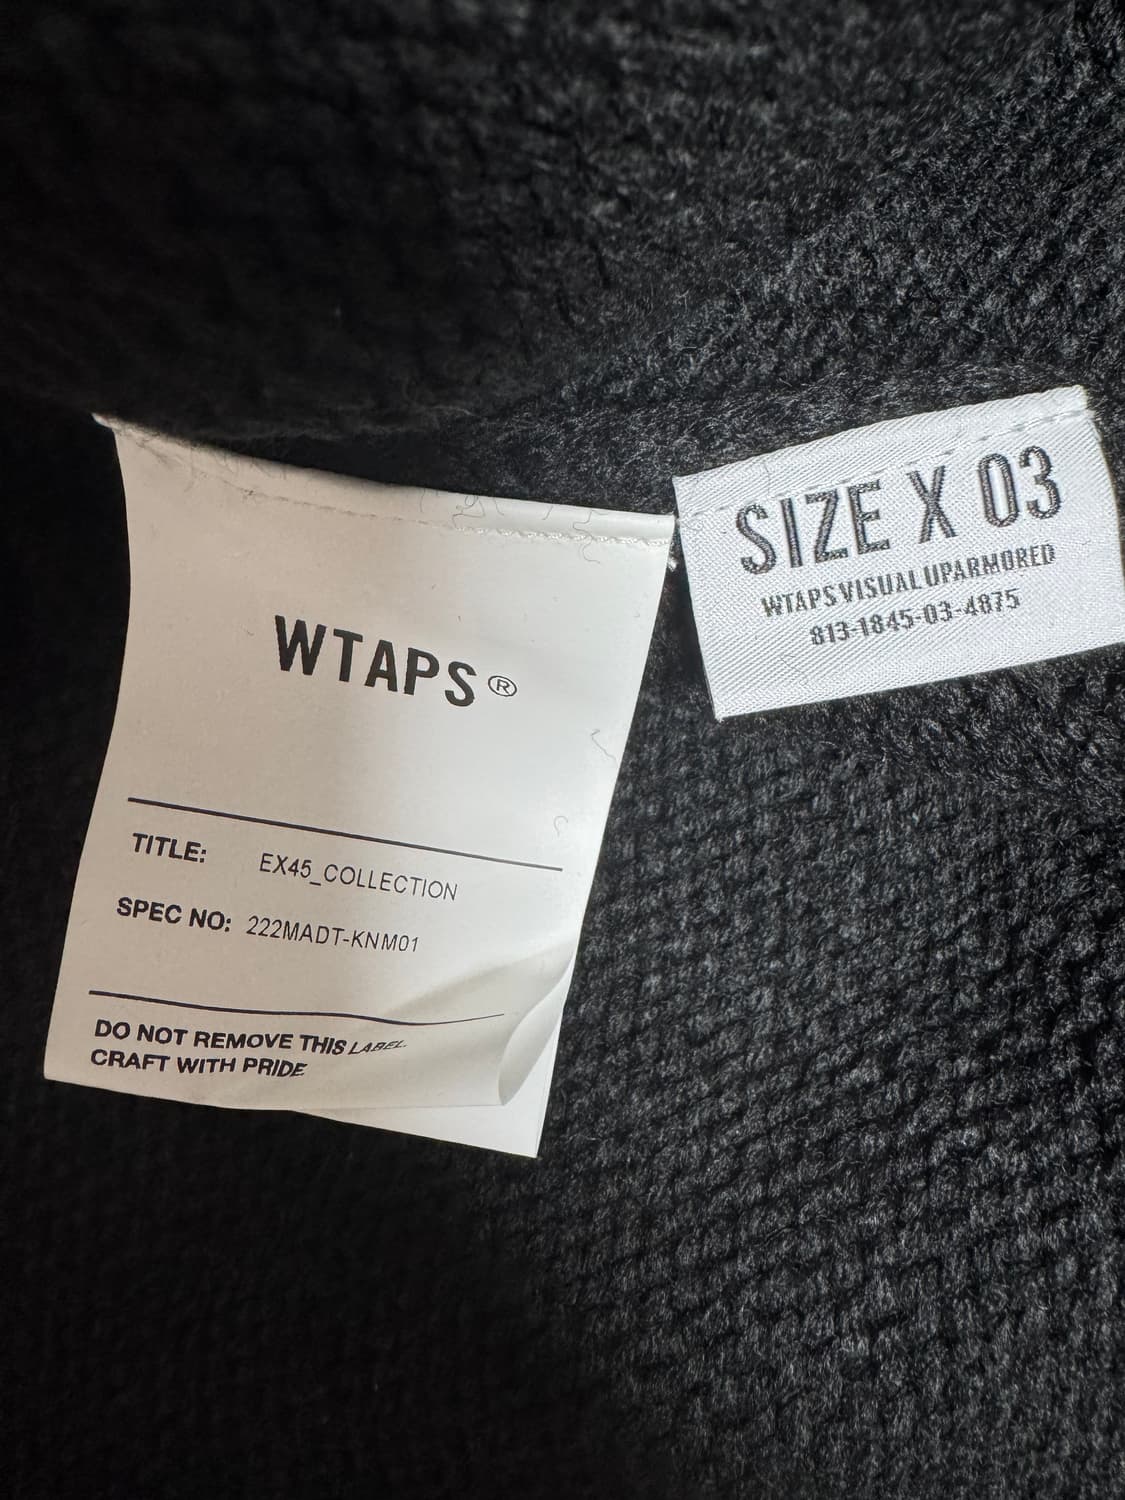 WTAPS®
TITLE: EX45_COLLECTION
SPEC NO: 222MADT-KNM01
DO NOT REMOVE THIS LABEL.
CRAFT WITH PRIDE
SIZE X 03
WTAPS VISUAL UPARMORED
813-1845-03-4875